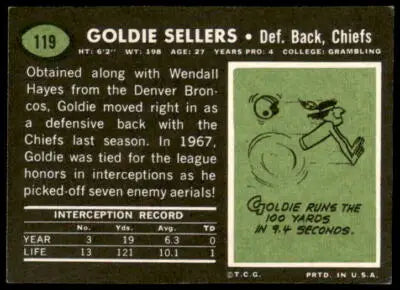 119
GOLDIE SELLERS • Def. Back, Chiefs
HT: 6'2" WT: 198 AGE: 27 YEARS PRO: 4 COLLEGE: GRAMBLING
Obtained along with Wendall
Hayes from the Denver Bron-
cos, Goldie moved right in as
a defensive back with the
Chiefs last season. In 1967,
Goldie was tied for the league
honors in interceptions as he
picked-off seven enemy aerials!
INTERCEPTION RECORD
No. Yds. Avg. TD
YEAR 3 19 6.3 0
LIFE 13 121 10.1 1
GOLDIE RUNS THE
100 YARDS
IN 9.4 SECONDS.
©T.C.G. PRTD. IN U.S.A.